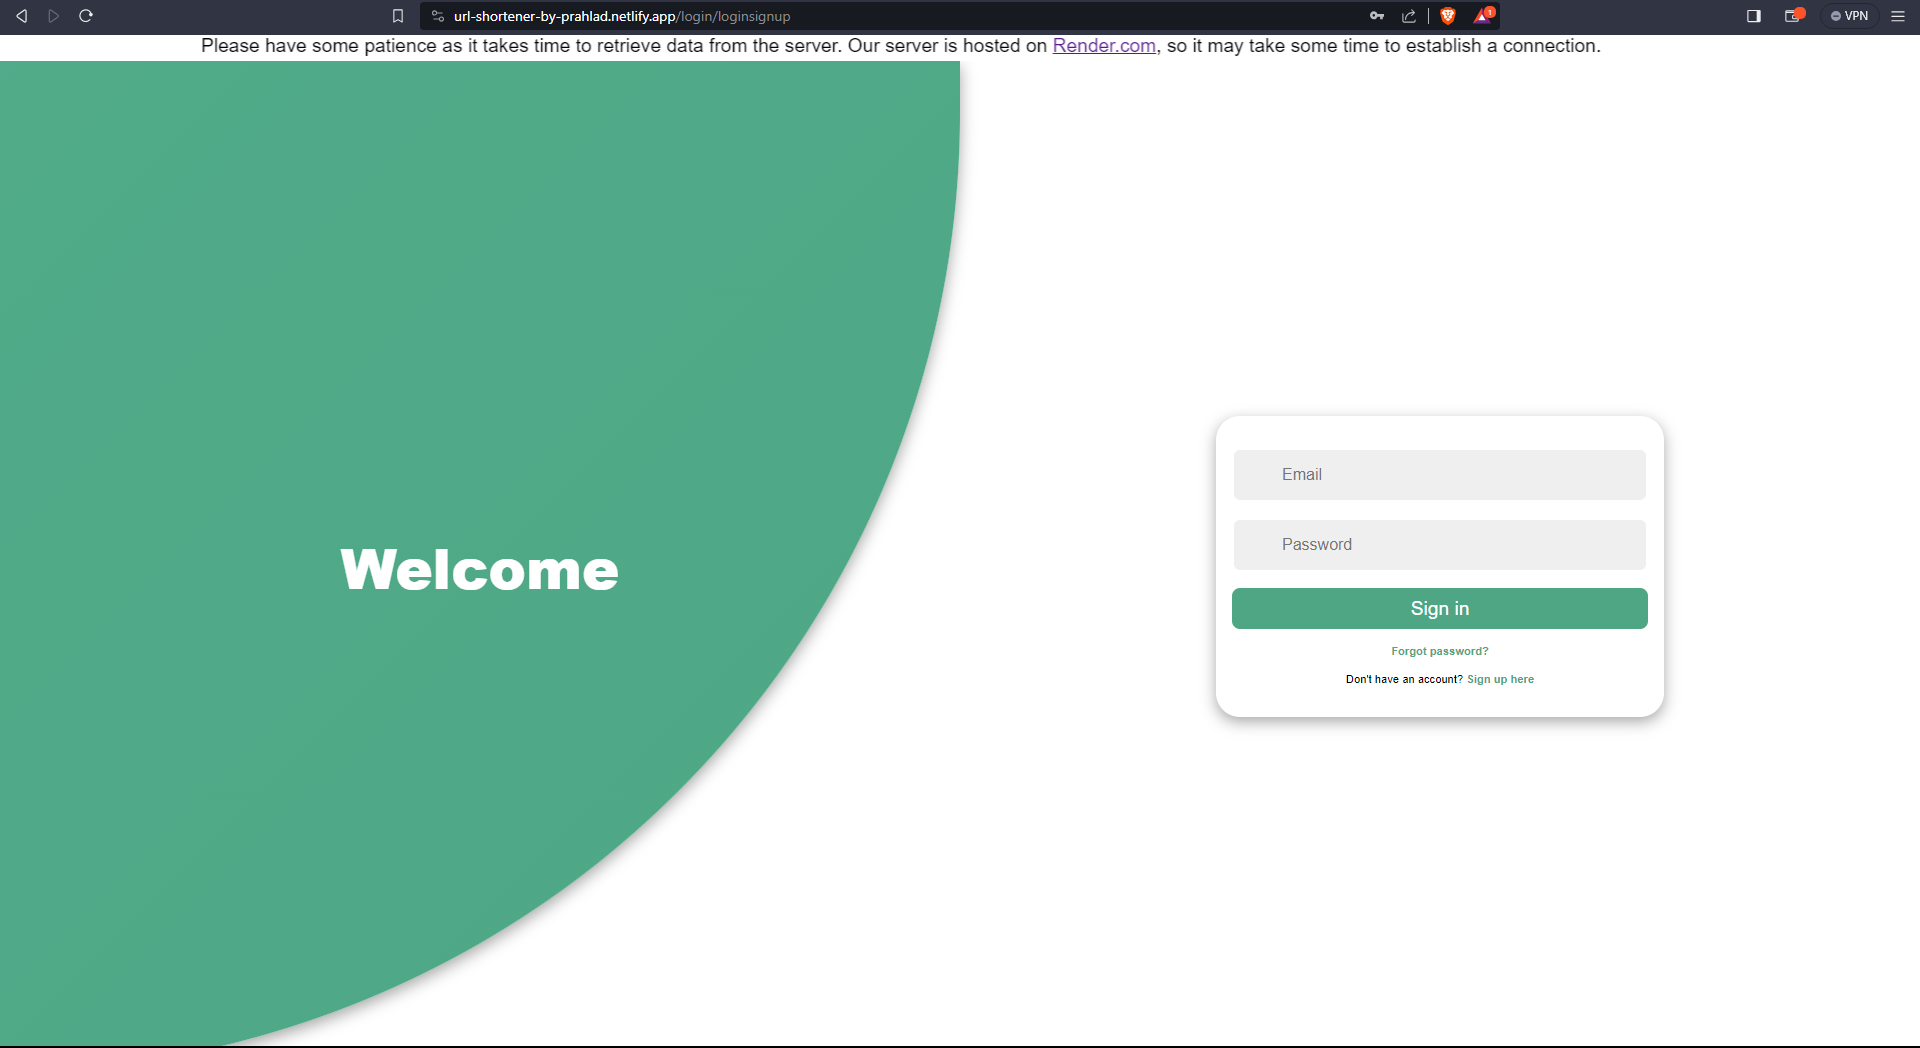 url-shortener-by-prahlad.netlify.app/login/loginsignup
1
VPN
Please have some patience as it takes time to retrieve data from the server. Our server is hosted on Render.com, so it may take some time to establish a connection.
Welcome
Email
Password
Sign in
Forgot password?
Don't have an account? Sign up here